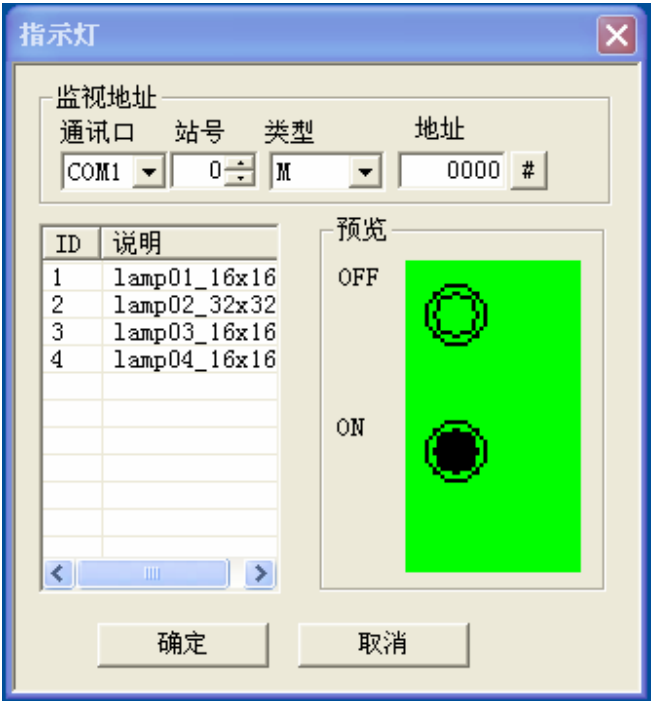 指示灯
监视地址
通讯口 站号 类型 地址
COM1 0 M 0000 #
ID 说明
1 lamp01_16x16
2 lamp02_32x32
3 lamp03_16x16
4 lamp04_16x16
预览
OFF
ON
确定 取消